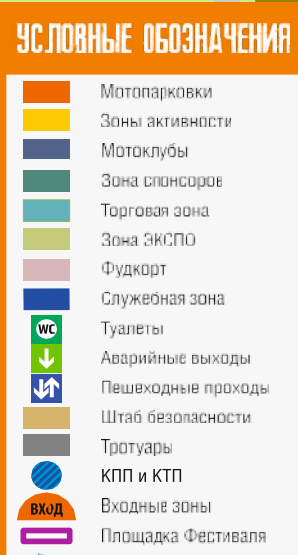 УСЛОВНЫЕ ОБОЗНАЧЕНИЯ
Мотопарковки
Зоны активности
Мотоклубы
Зона спонсоров
Торговая зона
Зона ЭКСПО
Фудкорт
Служебная зона
WC Туалеты
Аварийные выходы
Пешеходные проходы
Штаб безопасности
Тротуары
КПП и КТП
ВХОД Входные зоны
Площадка Фестиваля